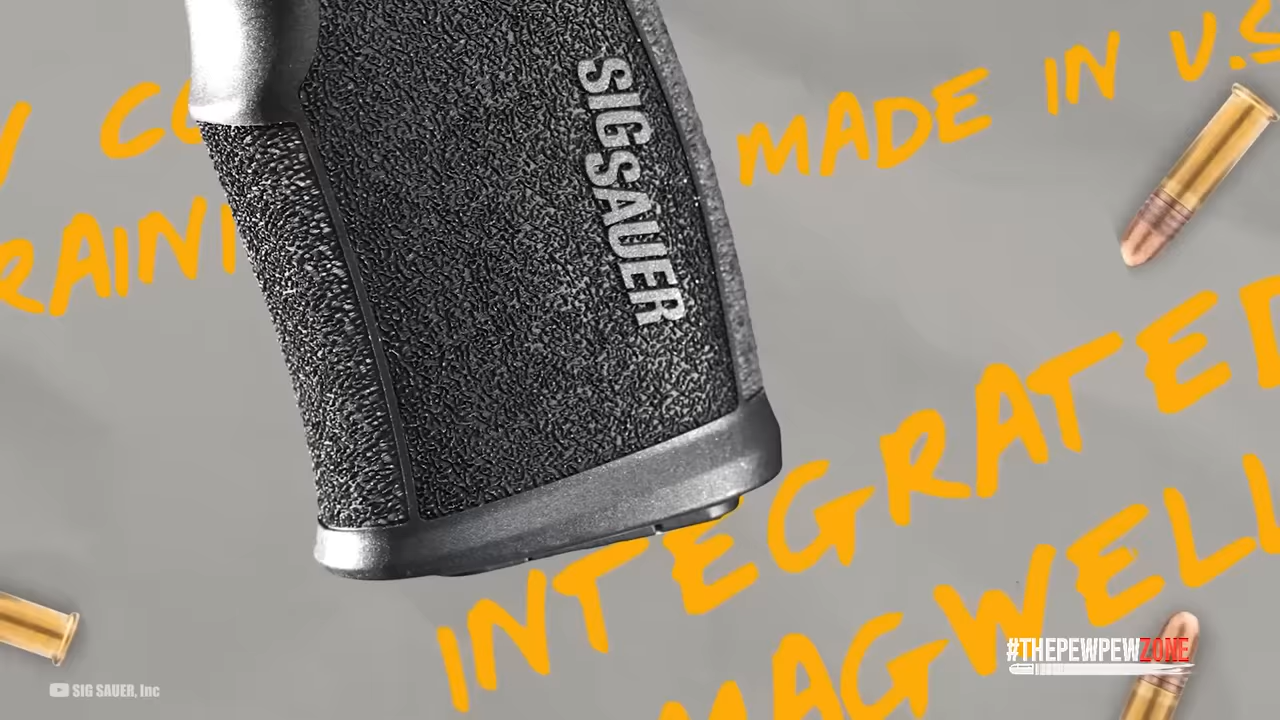 MADE IN U.S
SIG SAUER
INTEGRATED
MAGWELL
#THEPEWPEWZONE
SIG SAUER, Inc